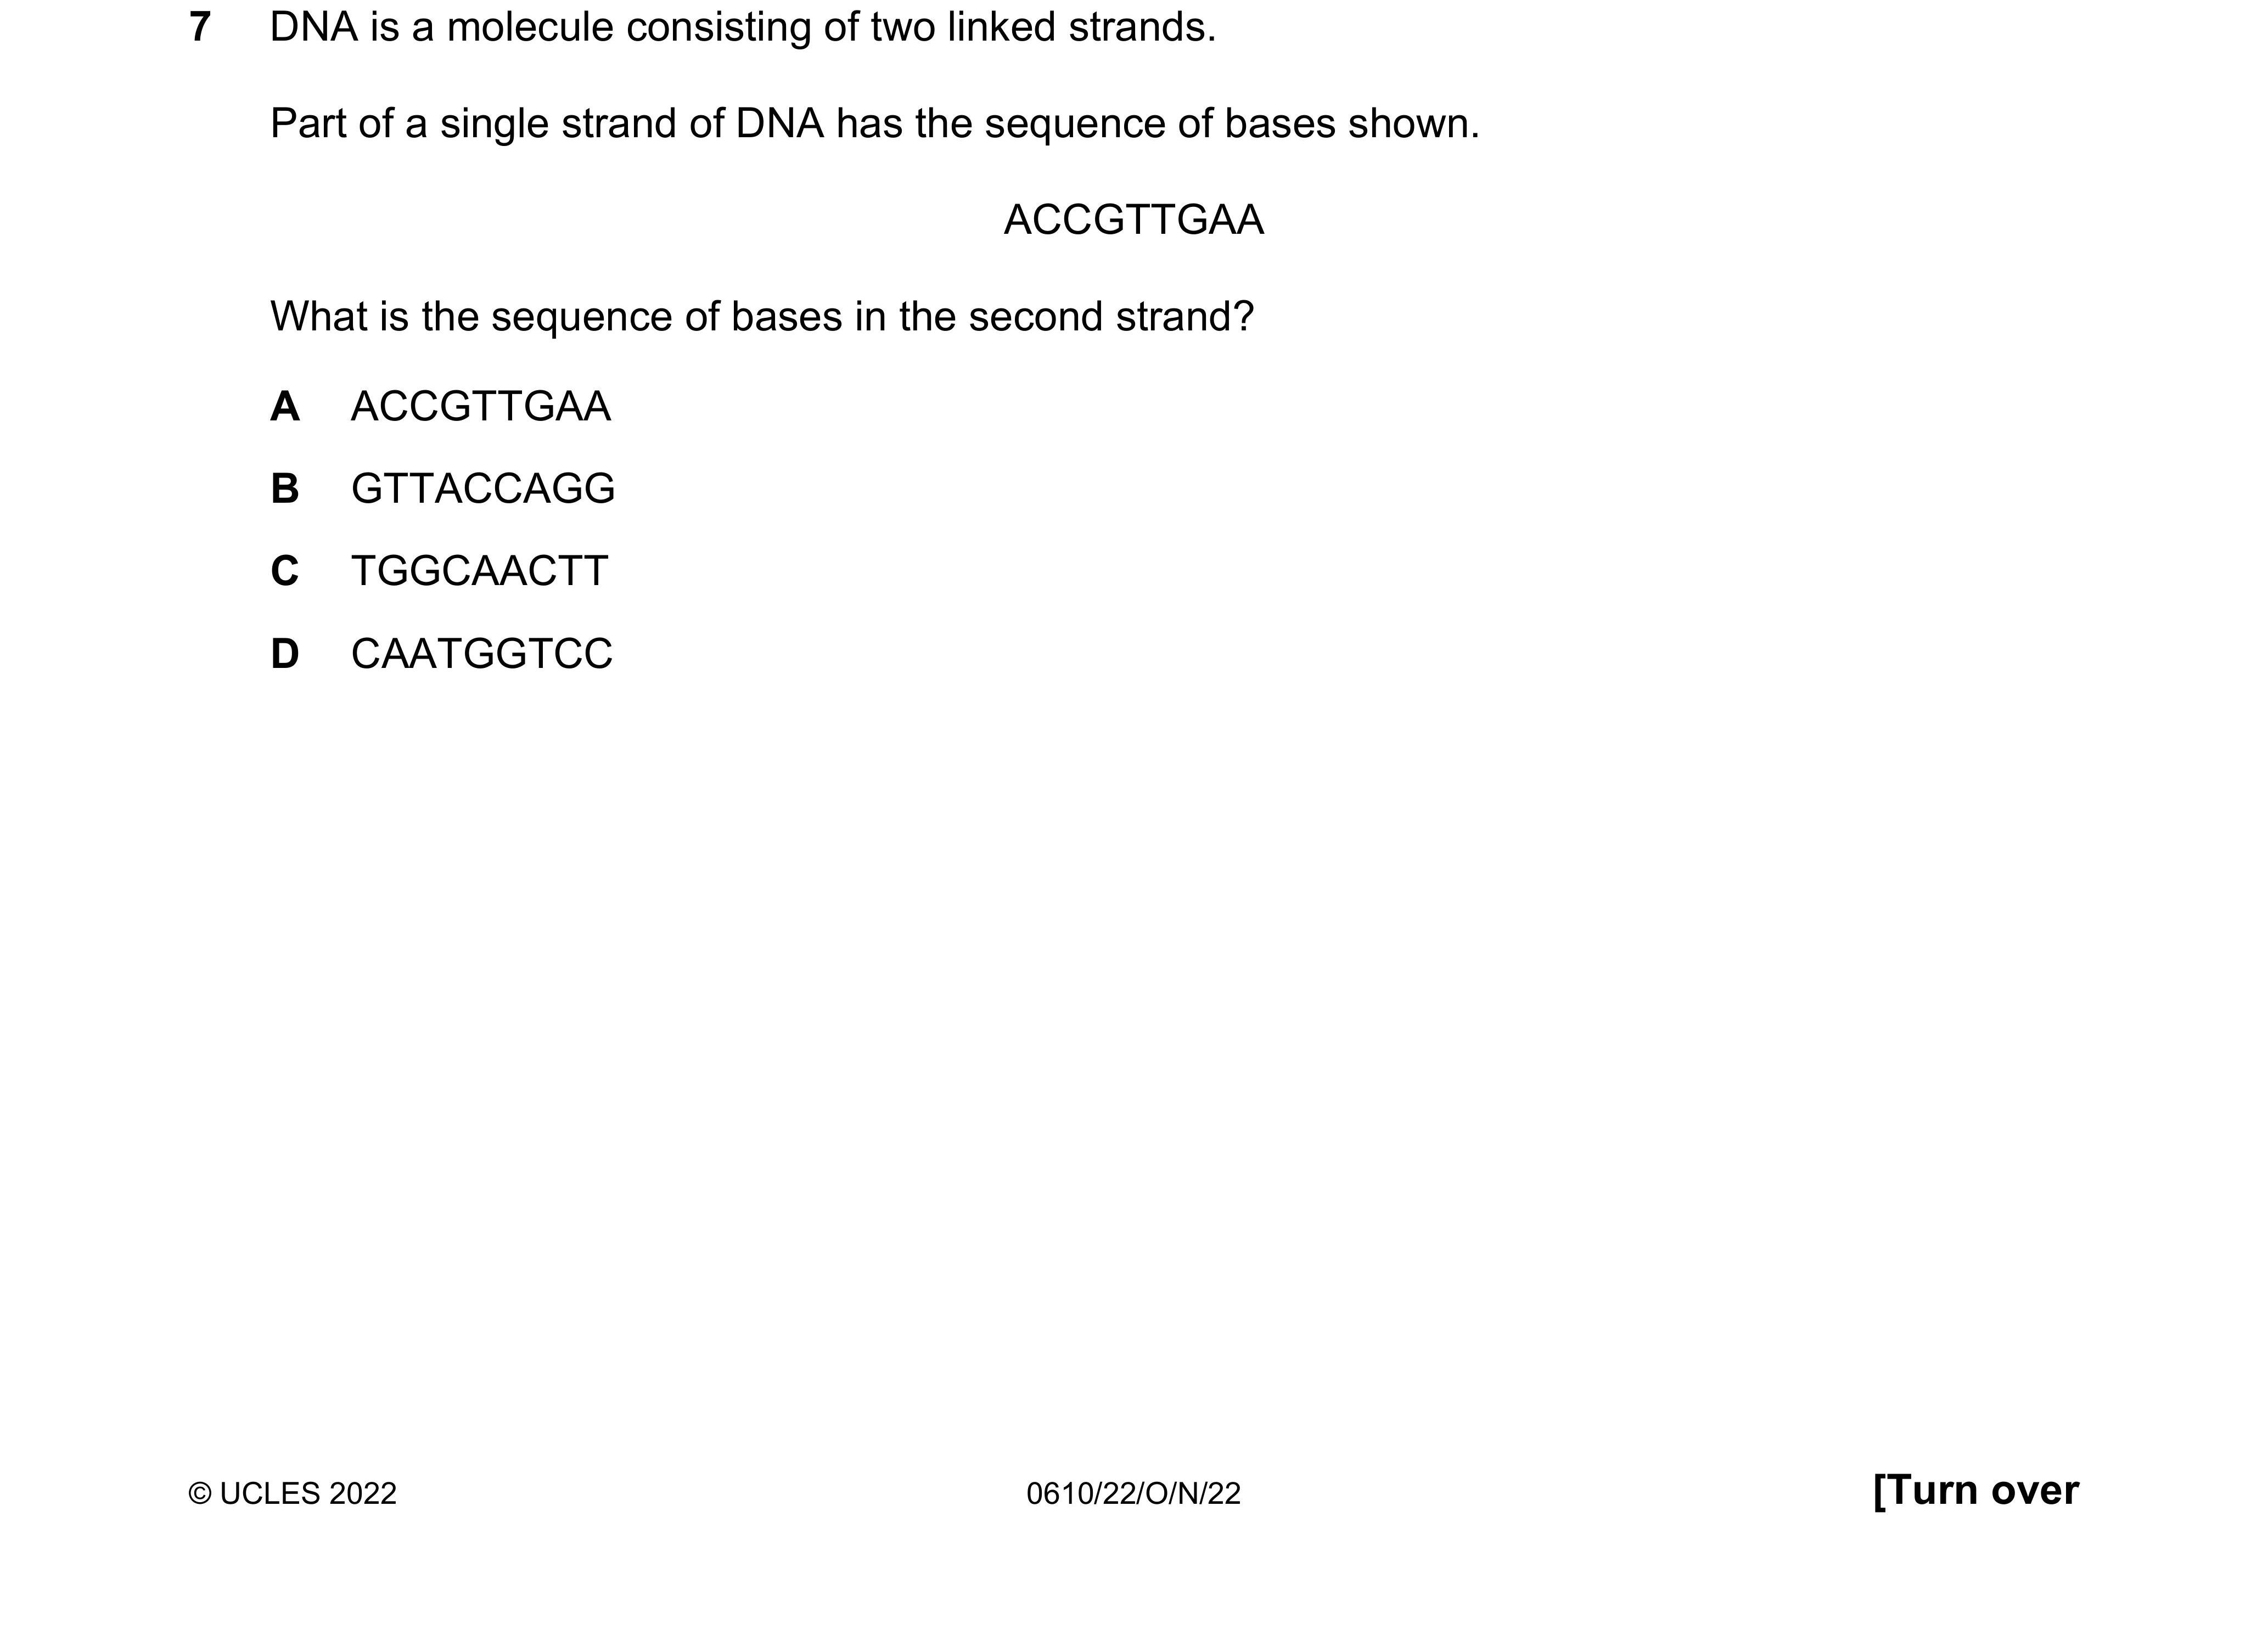 7 DNA is a molecule consisting of two linked strands.
Part of a single strand of DNA has the sequence of bases shown.
ACCGTTGAA
What is the sequence of bases in the second strand?
A ACCGTTGAA
B GTTACCAGG
C TGGCAACTT
D CAATGGTCC
© UCLES 2022 0610/22/O/N/22 [Turn over